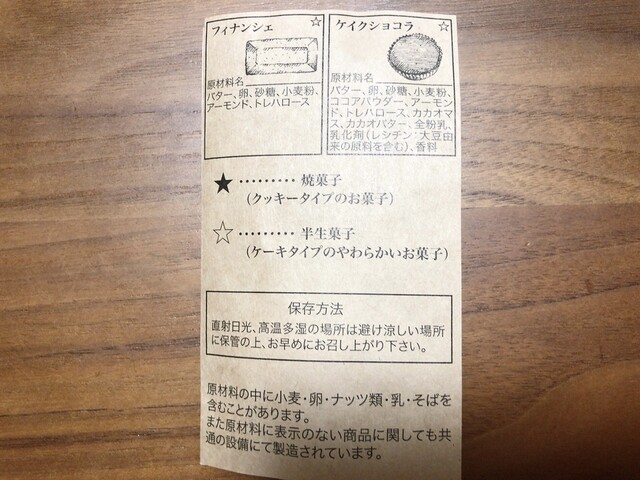 フィナンシェ ☆
原材料名
バター、卵、砂糖、小麦粉、
アーモンド、トレハロース
ケイクショコラ ☆
原材料名
バター、卵、砂糖、小麦粉、
ココアパウダー、アーモン
ド、トレハロース、カカオマ
ス、カカオバター、全粉乳、
乳化剤(レシチン:大豆由
来の原料を含む)、香料
★ ‥‥‥‥‥ 焼菓子
(クッキータイプのお菓子)
☆ ‥‥‥‥‥ 半生菓子
(ケーキタイプのやわらかいお菓子)
保存方法
直射日光、高温多湿の場所は避け涼しい場所
に保管の上、お早めにお召し上がり下さい。
原材料の中に小麦・卵・ナッツ類・乳・そばを
含むことがあります。
また原材料に表示のない商品に関しても共
通の設備にて製造されています。